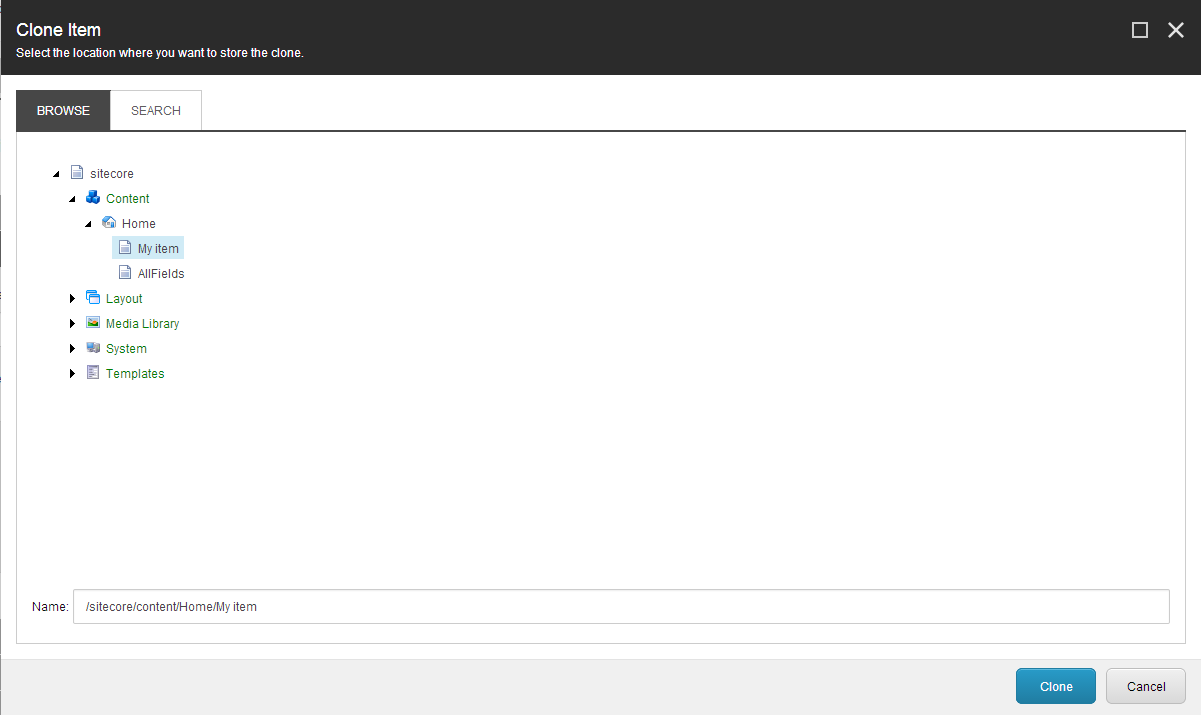 Clone Item
Select the location where you want to store the clone.
BROWSE SEARCH
sitecore
Content
Home
My item
AllFields
Layout
Media Library
System
Templates
Name: /sitecore/content/Home/My item
Clone Cancel